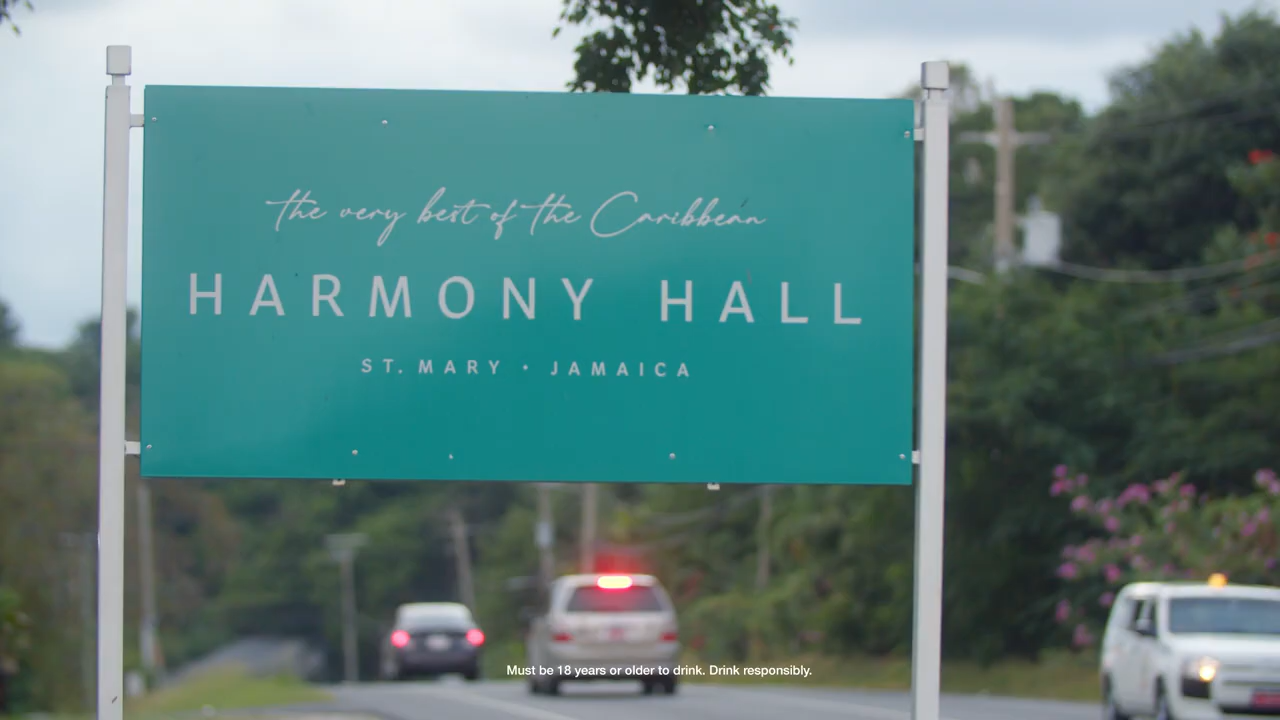 the very best of the Caribbean
HARMONY HALL
ST. MARY · JAMAICA
Must be 18 years or older to drink. Drink responsibly.